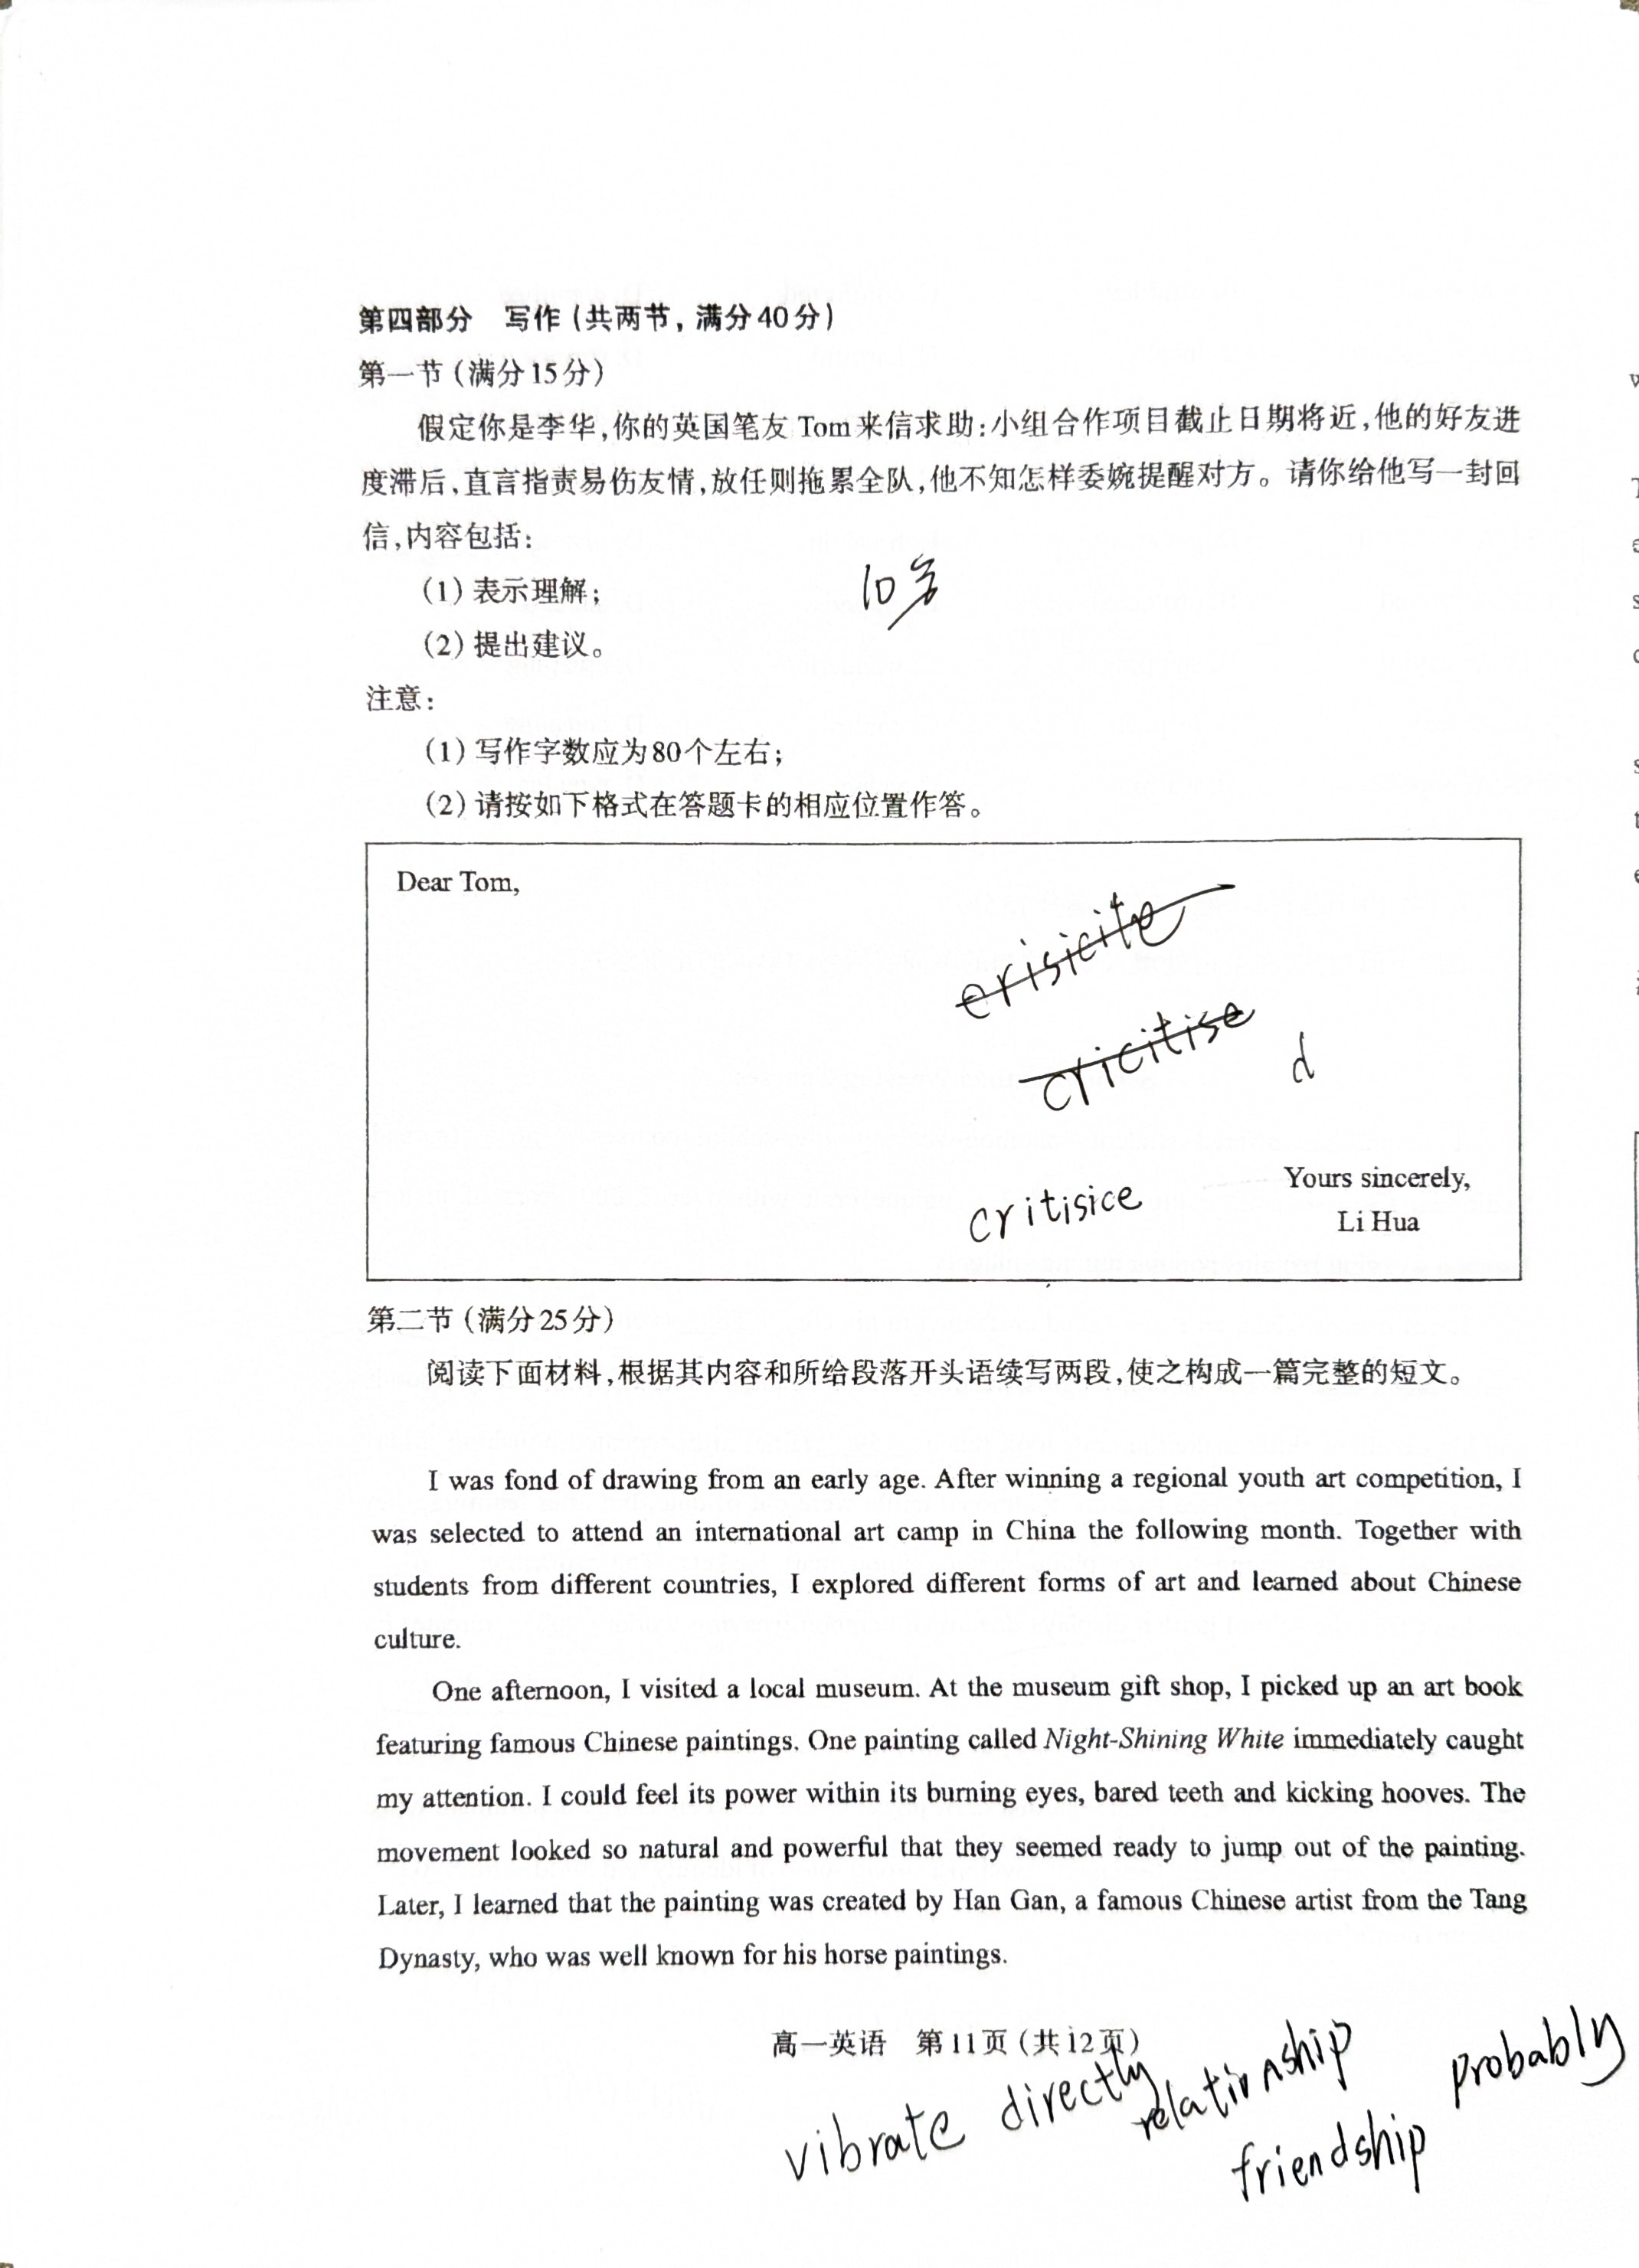 第四部分 写作（共两节，满分40分）
第一节（满分15分）
假定你是李华，你的英国笔友 Tom 来信求助：小组合作项目截止日期将近，他的好友进
度滞后，直言指责易伤友情，放任则拖累全队，他不知怎样委婉提醒对方。请你给他写一封回
信，内容包括：
（1）表示理解；
10
（2）提出建议。
注意：
（1）写作字数应为80个左右；
（2）请按如下格式在答题卡的相应位置作答。
Dear Tom,
erisicite
cricitise
d
Yours sincerely,
critisice
Li Hua
第二节（满分25分）
阅读下面材料，根据其内容和所给段落开头语续写两段，使之构成一篇完整的短文。
I was fond of drawing from an early age. After winning a regional youth art competition, I
was selected to attend an international art camp in China the following month. Together with
students from different countries, I explored different forms of art and learned about Chinese
culture.
One afternoon, I visited a local museum. At the museum gift shop, I picked up an art book
featuring famous Chinese paintings. One painting called Night-Shining White immediately caught
my attention. I could feel its power within its burning eyes, bared teeth and kicking hooves. The
movement looked so natural and powerful that they seemed ready to jump out of the painting.
Later, I learned that the painting was created by Han Gan, a famous Chinese artist from the Tang
Dynasty, who was well known for his horse paintings.
高一英语 第11页（共12页）
vibrate directly relationship probably
friendship